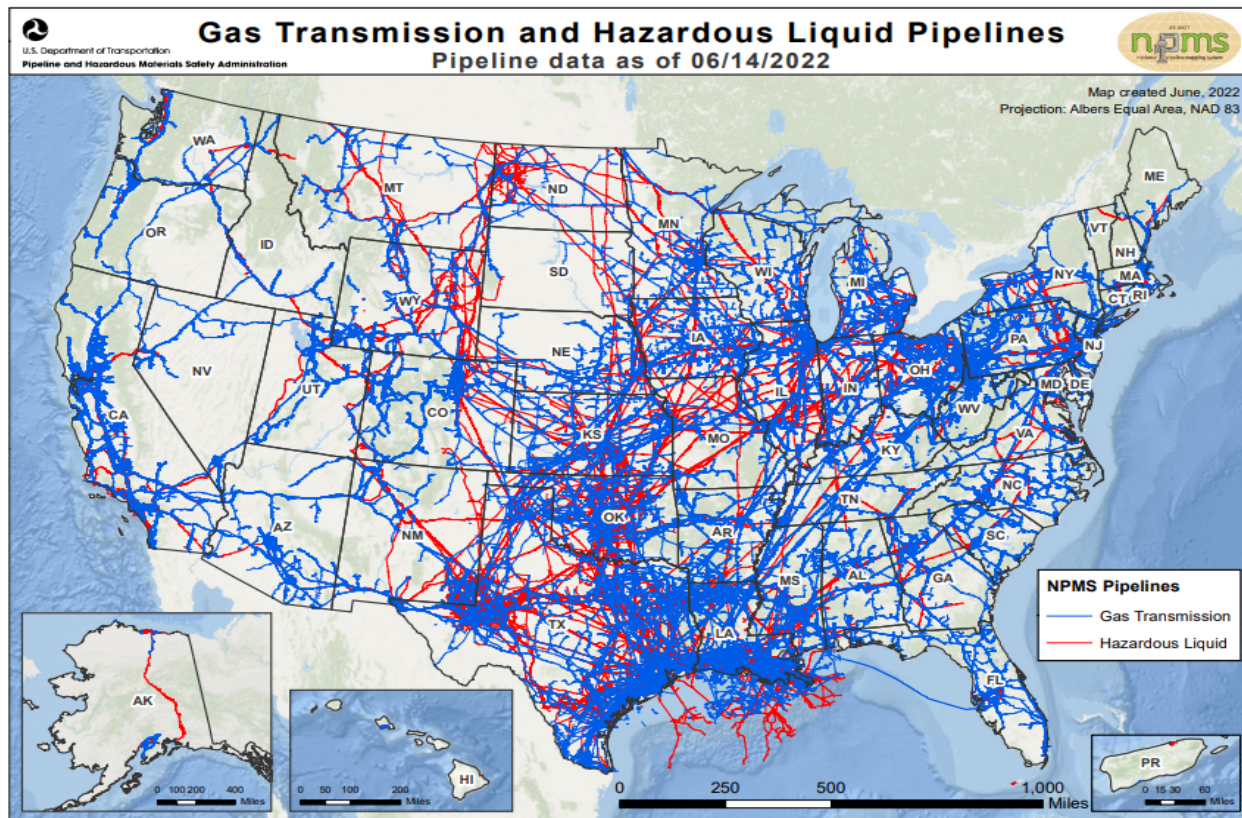 Gas Transmission and Hazardous Liquid Pipelines
Pipeline data as of 06/14/2022
U.S. Department of Transportation
Pipeline and Hazardous Materials Safety Administration
npms
Map created June, 2022
Projection: Albers Equal Area, NAD 83
WA
MT
ND
MN
ME
OR
ID
SD
WI
MI
VT
NH
NY
MA
CT
RI
WY
IA
PA
NJ
NE
OH
NV
UT
IL
IN
MD
DE
CA
CO
WV
KS
MO
VA
KY
NC
TN
OK
AZ
NM
AR
SC
MS
AL
GA
TX
LA
FL
NPMS Pipelines
Gas Transmission
Hazardous Liquid
AK
0 100 200 400
Miles
HI
0 50 100 200
Miles
PR
0 15 30 60
Miles
0 250 500 1,000
Miles